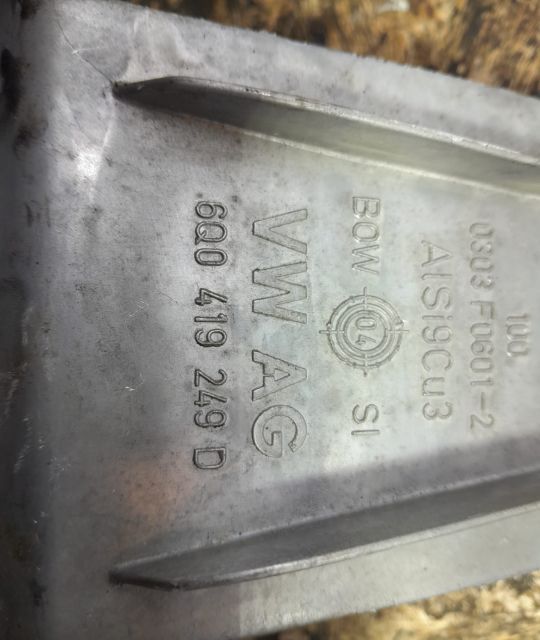 100
0303 F0601-2
AlSi9Cu3
BOW 04 SI
VW AG
6Q0 419 249 D